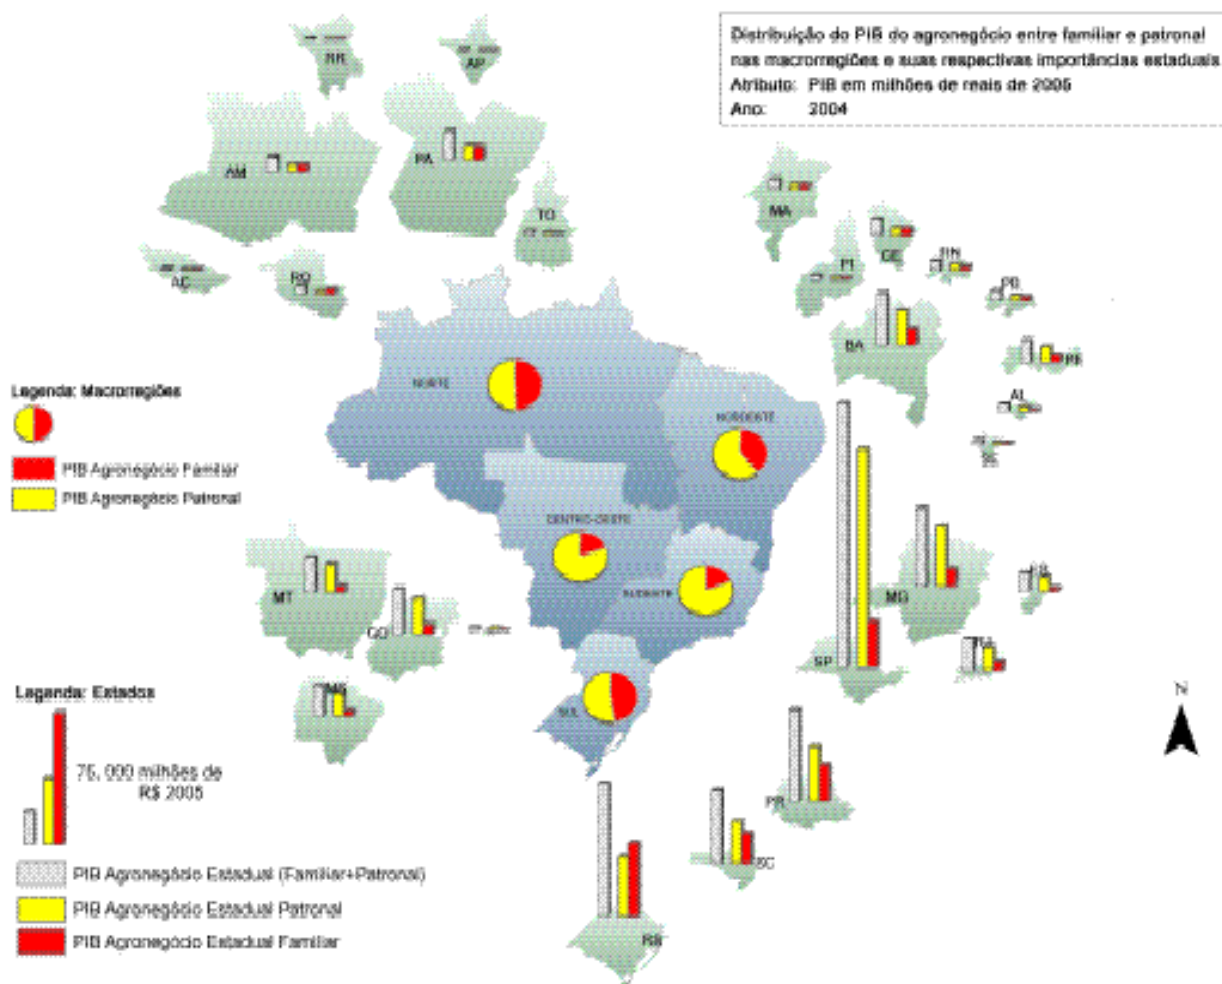 Distribuição do PIB do agronegócio entre familiar e patronal
nas macrorregiões e suas respectivas importâncias estaduais
Atributo: PIB em milhões de reais de 2005
Ano: 2004
RR
AP
AM
PA
TO
AC
RO
MA
PI
CE
RN
PB
BA
PE
AL
NORTE
NORDESTE
CENTRO-OESTE
SUDESTE
SUL
Legenda: Macrorregiões
PIB Agronegócio Familiar
PIB Agronegócio Patronal
MT
GO
MS
MG
ES
SP
RJ
PR
SC
RS
N
Legenda: Estados
75, 000 milhões de
R$ 2005
PIB Agronegócio Estadual (Familiar+Patronal)
PIB Agronegócio Estadual Patronal
PIB Agronegócio Estadual Familiar